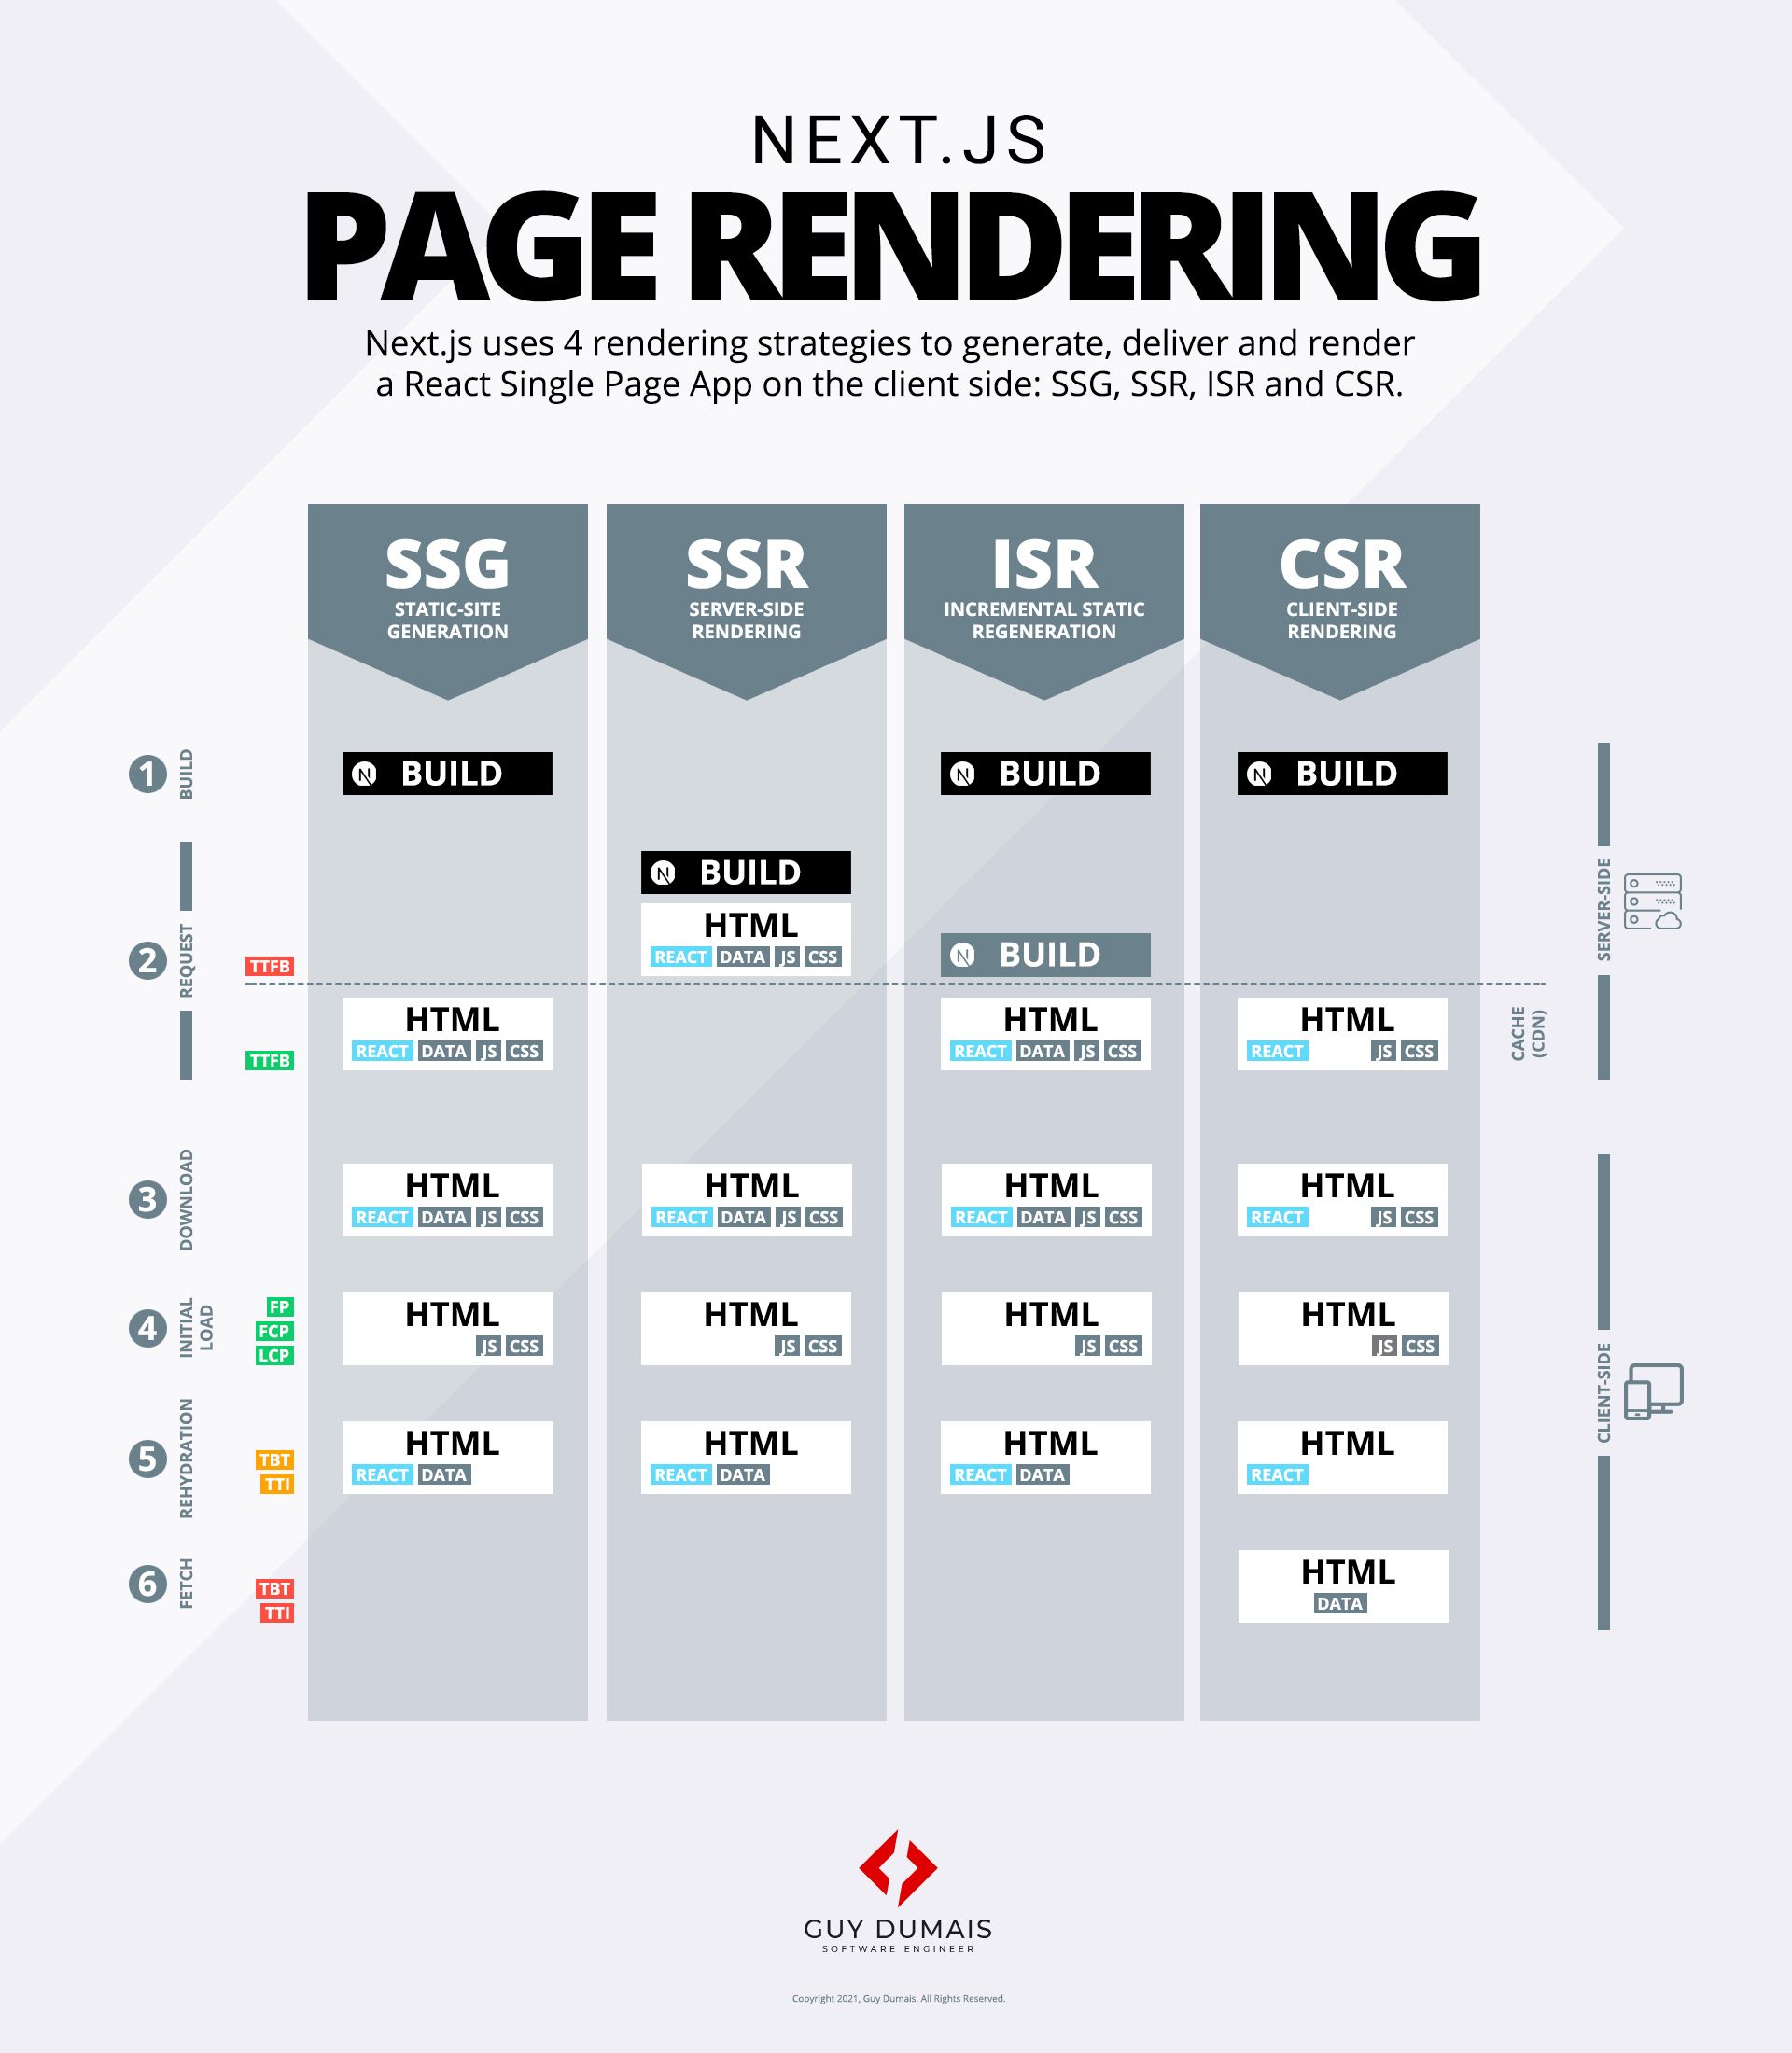 NEXT.JS
PAGE RENDERING
Next.js uses 4 rendering strategies to generate, deliver and render
a React Single Page App on the client side: SSG, SSR, ISR and CSR.
SSG
STATIC-SITE
GENERATION
SSR
SERVER-SIDE
RENDERING
ISR
INCREMENTAL STATIC
REGENERATION
CSR
CLIENT-SIDE
RENDERING
1
BUILD
N BUILD
N BUILD
N BUILD
2
REQUEST
N BUILD
HTML
REACT DATA JS CSS
N BUILD
TTFB
SERVER-SIDE
HTML
REACT DATA JS CSS
HTML
REACT DATA JS CSS
HTML
REACT JS CSS
TTFB
CACHE
(CDN)
3
DOWNLOAD
HTML
REACT DATA JS CSS
HTML
REACT DATA JS CSS
HTML
REACT DATA JS CSS
HTML
REACT JS CSS
4
INITIAL
LOAD
FP
FCP
LCP
HTML
JS CSS
HTML
JS CSS
HTML
JS CSS
HTML
JS CSS
CLIENT-SIDE
5
REHYDRATION
TBT
TTI
HTML
REACT DATA
HTML
REACT DATA
HTML
REACT DATA
HTML
REACT
6
FETCH
TBT
TTI
HTML
DATA
GUY DUMAIS
SOFTWARE ENGINEER
Copyright 2021, Guy Dumais. All Rights Reserved.